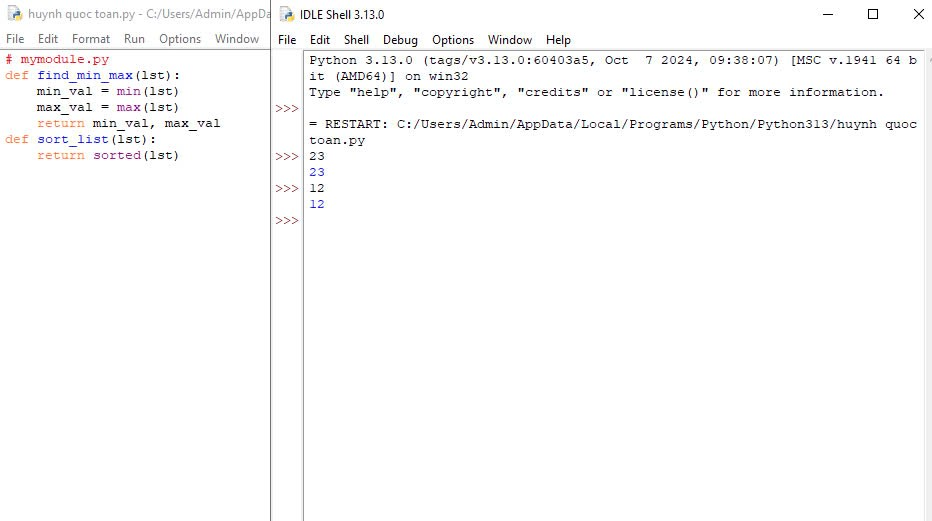 huynh quoc toan.py - C:/Users/Admin/AppDa
File Edit Format Run Options Window
# mymodule.py
def find_min_max(lst):
    min_val = min(lst)
    max_val = max(lst)
    return min_val, max_val
def sort_list(lst):
    return sorted(lst)
IDLE Shell 3.13.0
File Edit Shell Debug Options Window Help
Python 3.13.0 (tags/v3.13.0:60403a5, Oct  7 2024, 09:38:07) [MSC v.1941 64 b
it (AMD64)] on win32
Type "help", "copyright", "credits" or "license()" for more information.
>>>
= RESTART: C:/Users/Admin/AppData/Local/Programs/Python/Python313/huynh quoc
toan.py
>>> 23
23
>>> 12
12
>>>